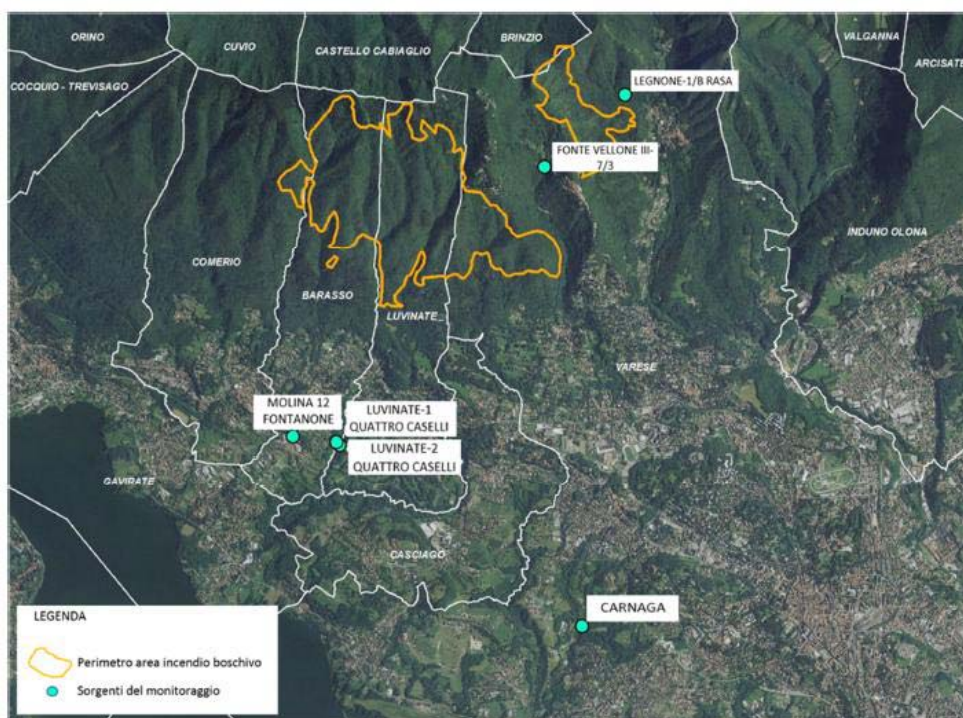 ORINO
CUVIO
CASTELLO CABIAGLIO
BRINZIO
VALGANNA
ARCISATE
COCQUIO - TREVISAGO
LEGNONE-1/B RASA
FONTE VELLONE III-
7/3
INDUNO OLONA
COMERIO
BARASSO
LUVINATE_
VARESE
MOLINA 12
FONTANONE
LUVINATE-1
QUATTRO CASELLI
LUVINATE-2
QUATTRO CASELLI
GAVIRATE
CASCIAGO
CARNAGA
LEGENDA
Perimetro area incendio boschivo
Sorgenti del monitoraggio